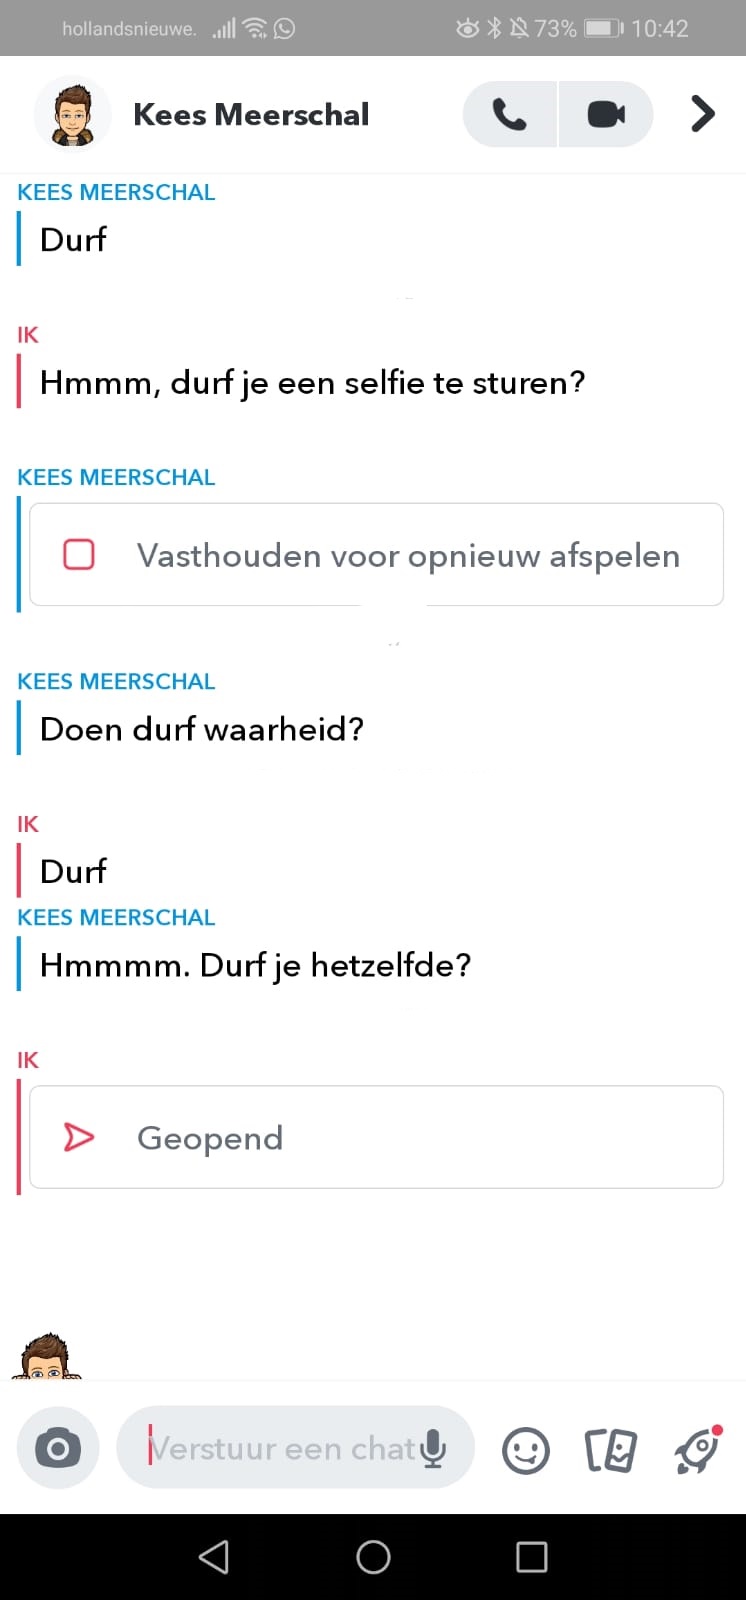 hollandsnieuwe. 73% 10:42
Kees Meerschal
KEES MEERSCHAL
Durf
IK
Hmmm, durf je een selfie te sturen?
KEES MEERSCHAL
Vasthouden voor opnieuw afspelen
KEES MEERSCHAL
Doen durf waarheid?
IK
Durf
KEES MEERSCHAL
Hmmmm. Durf je hetzelfde?
IK
Geopend
Verstuur een chat